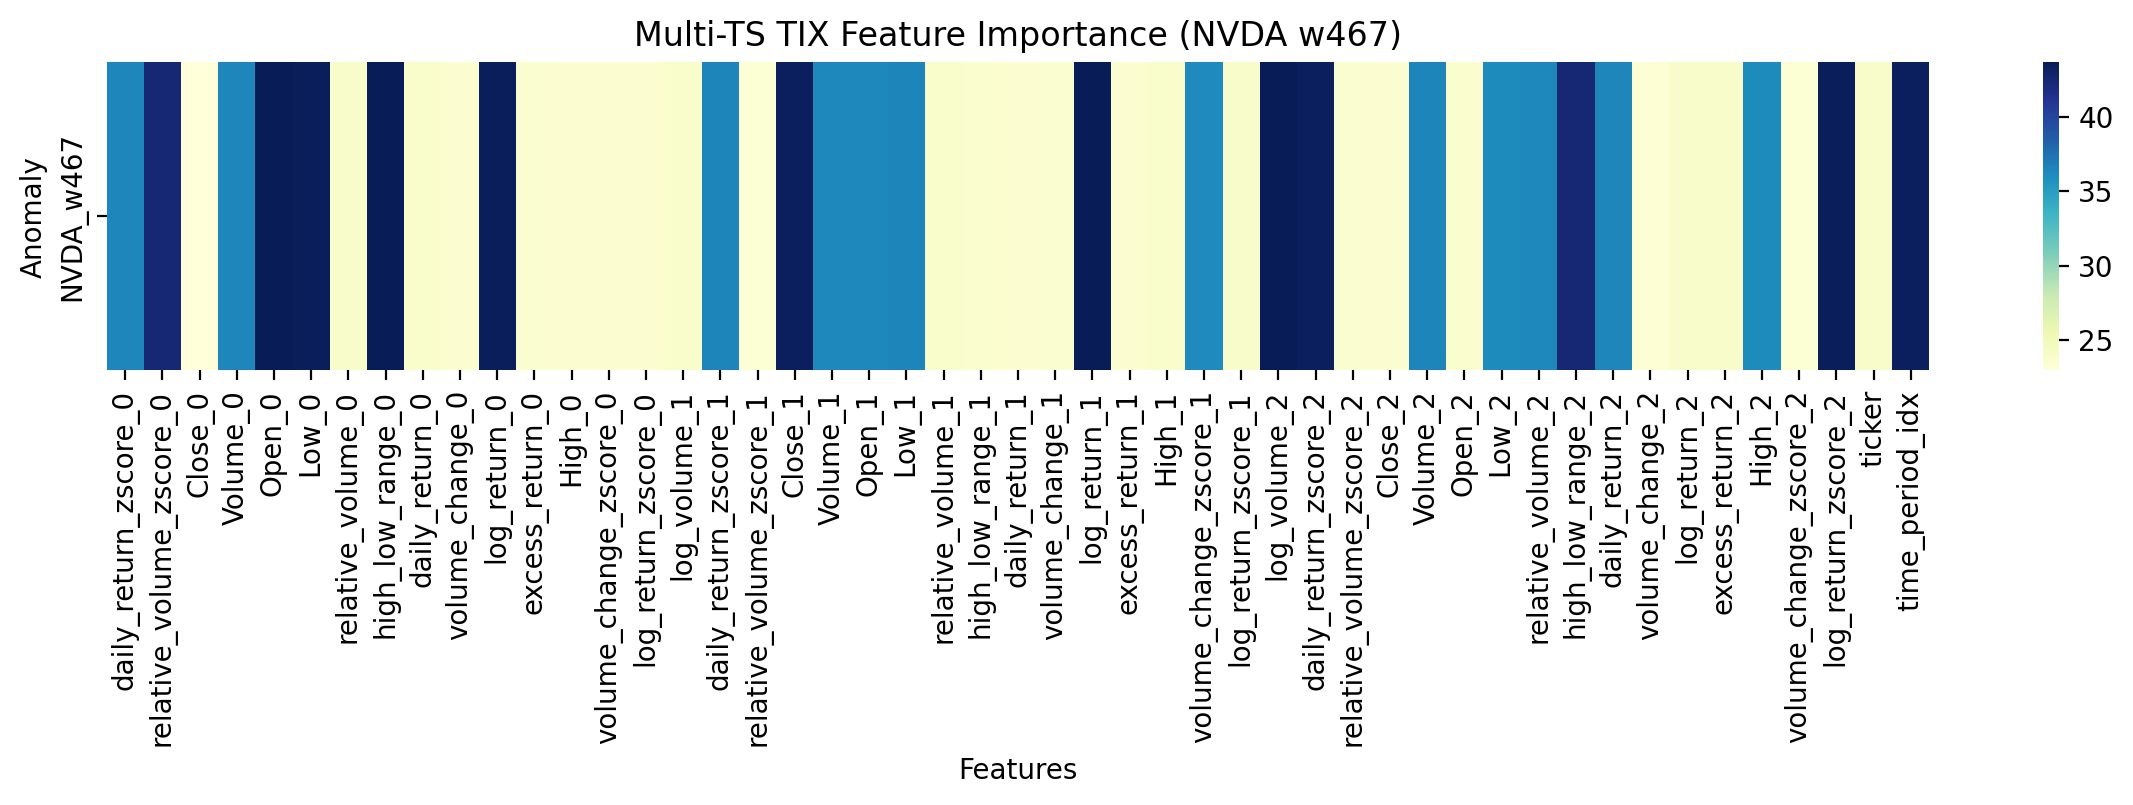 Multi-TS TIX Feature Importance (NVDA w467)
Anomaly
NVDA_w467
40
35
30
25
daily_return_zscore_0
relative_volume_zscore_0
Close_0
Volume_0
Open_0
Low_0
relative_volume_0
high_low_range_0
daily_return_0
volume_change_0
log_return_0
excess_return_0
High_0
volume_change_zscore_0
log_return_zscore_0
log_volume_1
daily_return_zscore_1
relative_volume_zscore_1
Close_1
Volume_1
Open_1
Low_1
relative_volume_1
high_low_range_1
daily_return_1
volume_change_1
log_return_1
excess_return_1
High_1
volume_change_zscore_1
log_return_zscore_1
log_volume_2
daily_return_zscore_2
relative_volume_zscore_2
Close_2
Volume_2
Open_2
Low_2
relative_volume_2
high_low_range_2
daily_return_2
volume_change_2
log_return_2
excess_return_2
High_2
volume_change_zscore_2
log_return_zscore_2
ticker
time_period_idx
Features